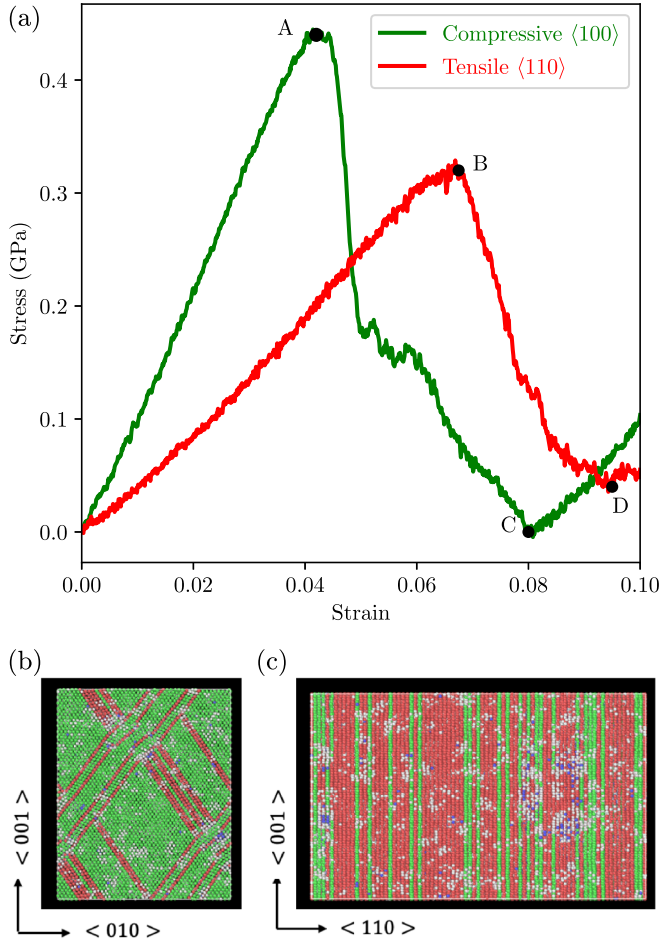 (a)
A
Compressive ⟨100⟩
Tensile ⟨110⟩
0.4
B
0.3
Stress (GPa)
0.2
0.1
C
D
0.0
0.00 0.02 0.04 0.06 0.08 0.10
Strain
(b)
(c)
< 001 >
< 010 >
< 001 >
< 110 >